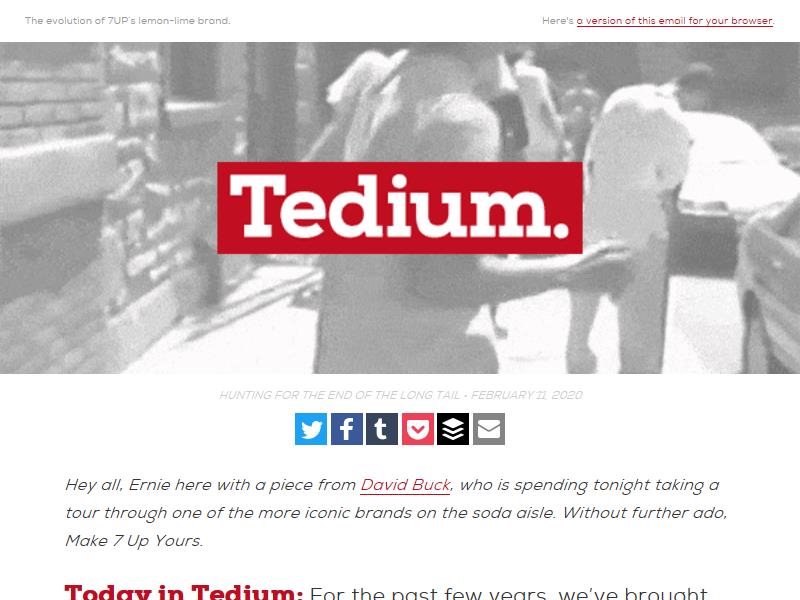 The evolution of 7UP's lemon-lime brand.
Here's a version of this email for your browser.
Tedium.
HUNTING FOR THE END OF THE LONG TAIL • FEBRUARY 11, 2020
Hey all, Ernie here with a piece from David Buck, who is spending tonight taking a
tour through one of the more iconic brands on the soda aisle. Without further ado,
Make 7 Up Yours.
Today in Tedium: For the past few years, we've brought